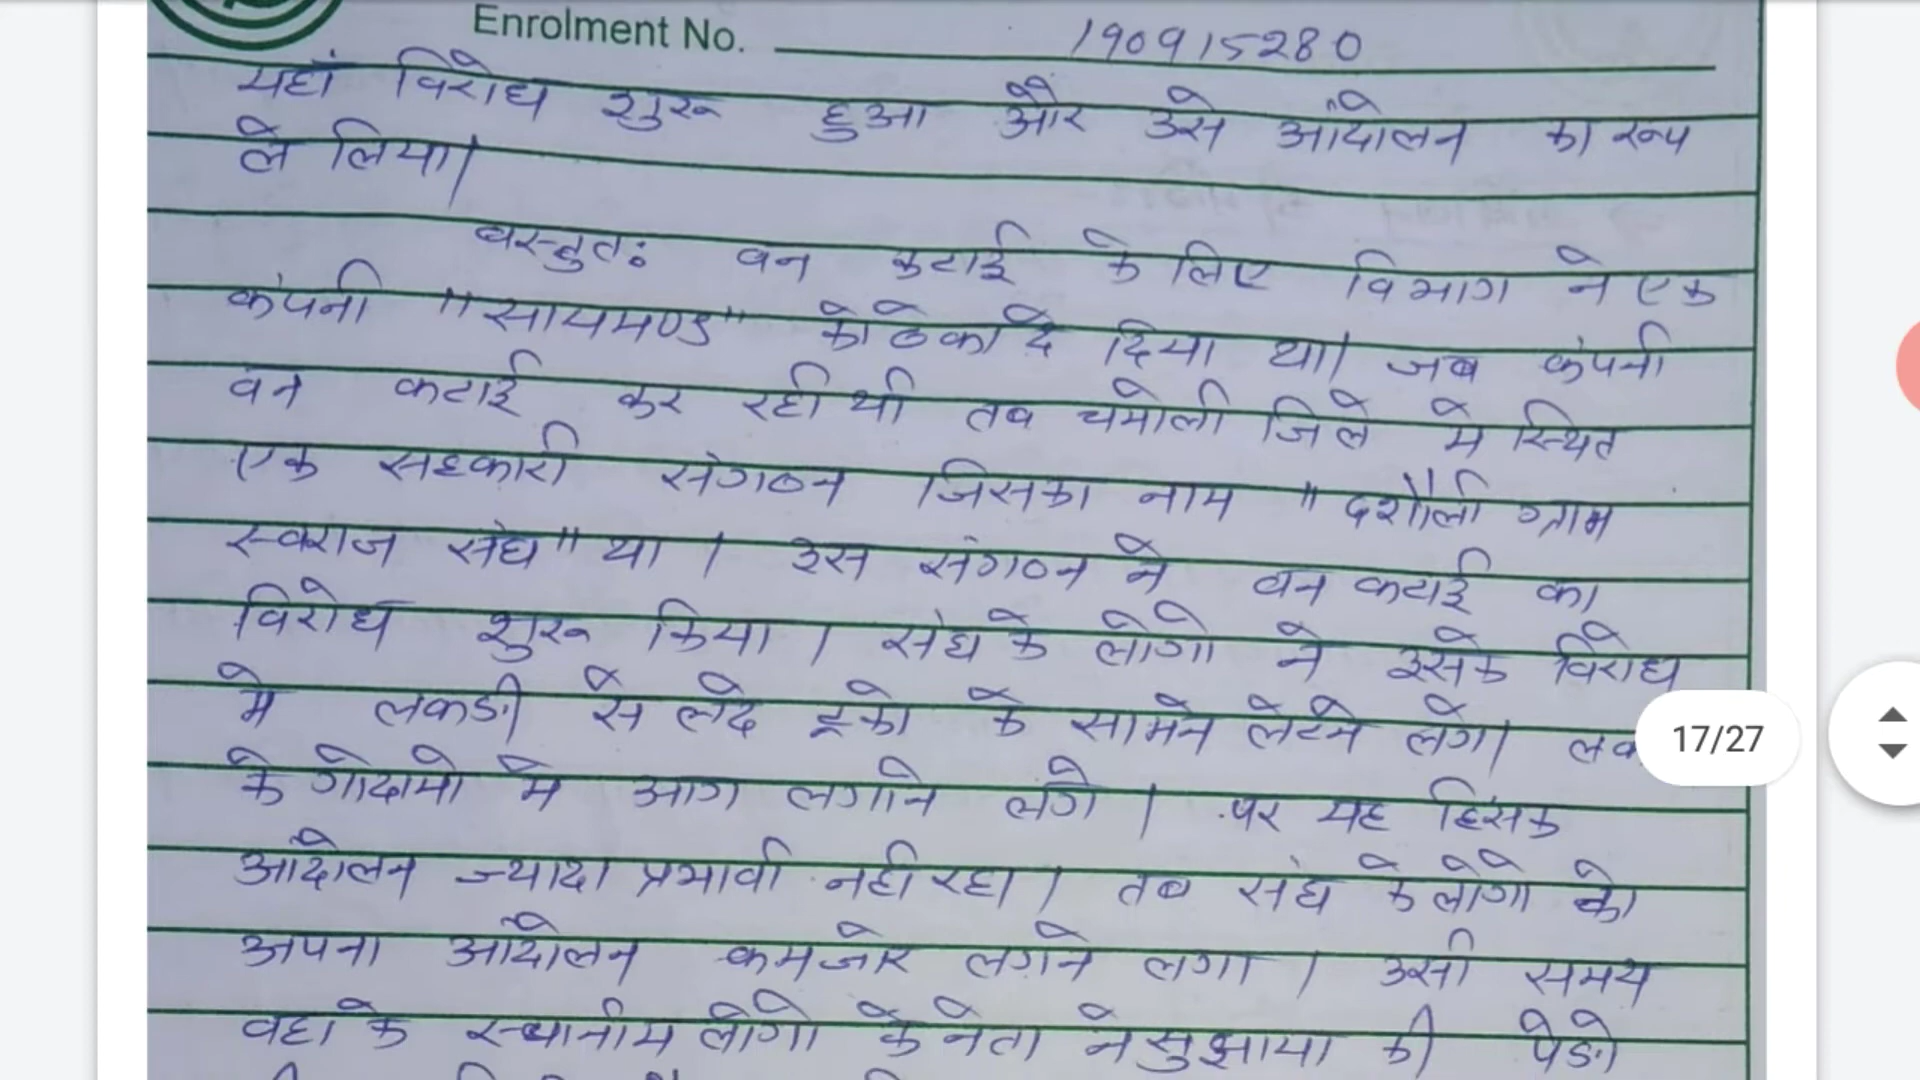 Enrolment No. 190915280
यहां विरोध शुरू हुआ और उसे आंदोलन का रूप
ले लिया।
वस्तुतः वन कटाई के लिए विभाग ने एक
कंपनी "सायमण्ड" को ठेका दे दिया था। जब कंपनी
वन कटाई कर रही थी तब चमोली जिले मे स्थित
एक सहकारी संगठन जिसका नाम "दशौली ग्राम
स्वराज संघ" था। इस संगठन ने वन कटाई का
विरोध शुरू किया। संघ के लोगो ने इसके विरोध
मे लकडी से लदे ट्रको के सामने लेटने लगे।
के गोदामो मे आग लगाने लगे। पर यह हिंसक
आंदोलन ज्यादा प्रभावी नही रहा। तब संघ के लोगो को
अपना आंदोलन कमजोर लगने लगा। उसी समय
वहा के स्थानीय लोगो के नेता ने सुझाया की पेडो
17/27